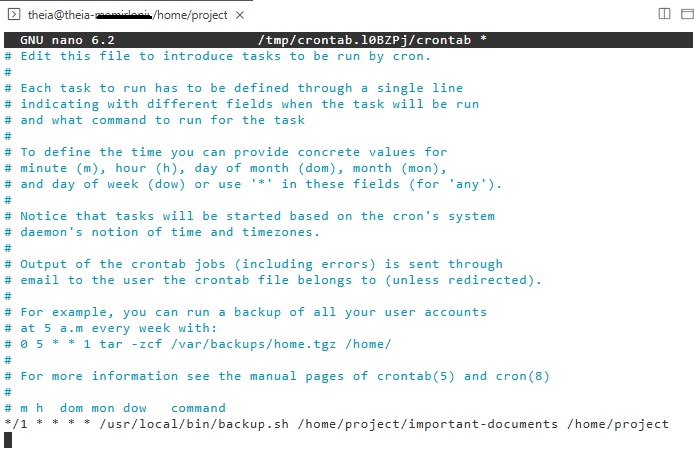 theia@theia- /home/project ×
GNU nano 6.2 /tmp/crontab.l0BZPj/crontab *
# Edit this file to introduce tasks to be run by cron.
#
# Each task to run has to be defined through a single line
# indicating with different fields when the task will be run
# and what command to run for the task
#
# To define the time you can provide concrete values for
# minute (m), hour (h), day of month (dom), month (mon),
# and day of week (dow) or use '*' in these fields (for 'any').
#
# Notice that tasks will be started based on the cron's system
# daemon's notion of time and timezones.
#
# Output of the crontab jobs (including errors) is sent through
# email to the user the crontab file belongs to (unless redirected).
#
# For example, you can run a backup of all your user accounts
# at 5 a.m every week with:
# 0 5 * * 1 tar -zcf /var/backups/home.tgz /home/
#
# For more information see the manual pages of crontab(5) and cron(8)
#
# m h  dom mon dow   command
*/1 * * * * /usr/local/bin/backup.sh /home/project/important-documents /home/project